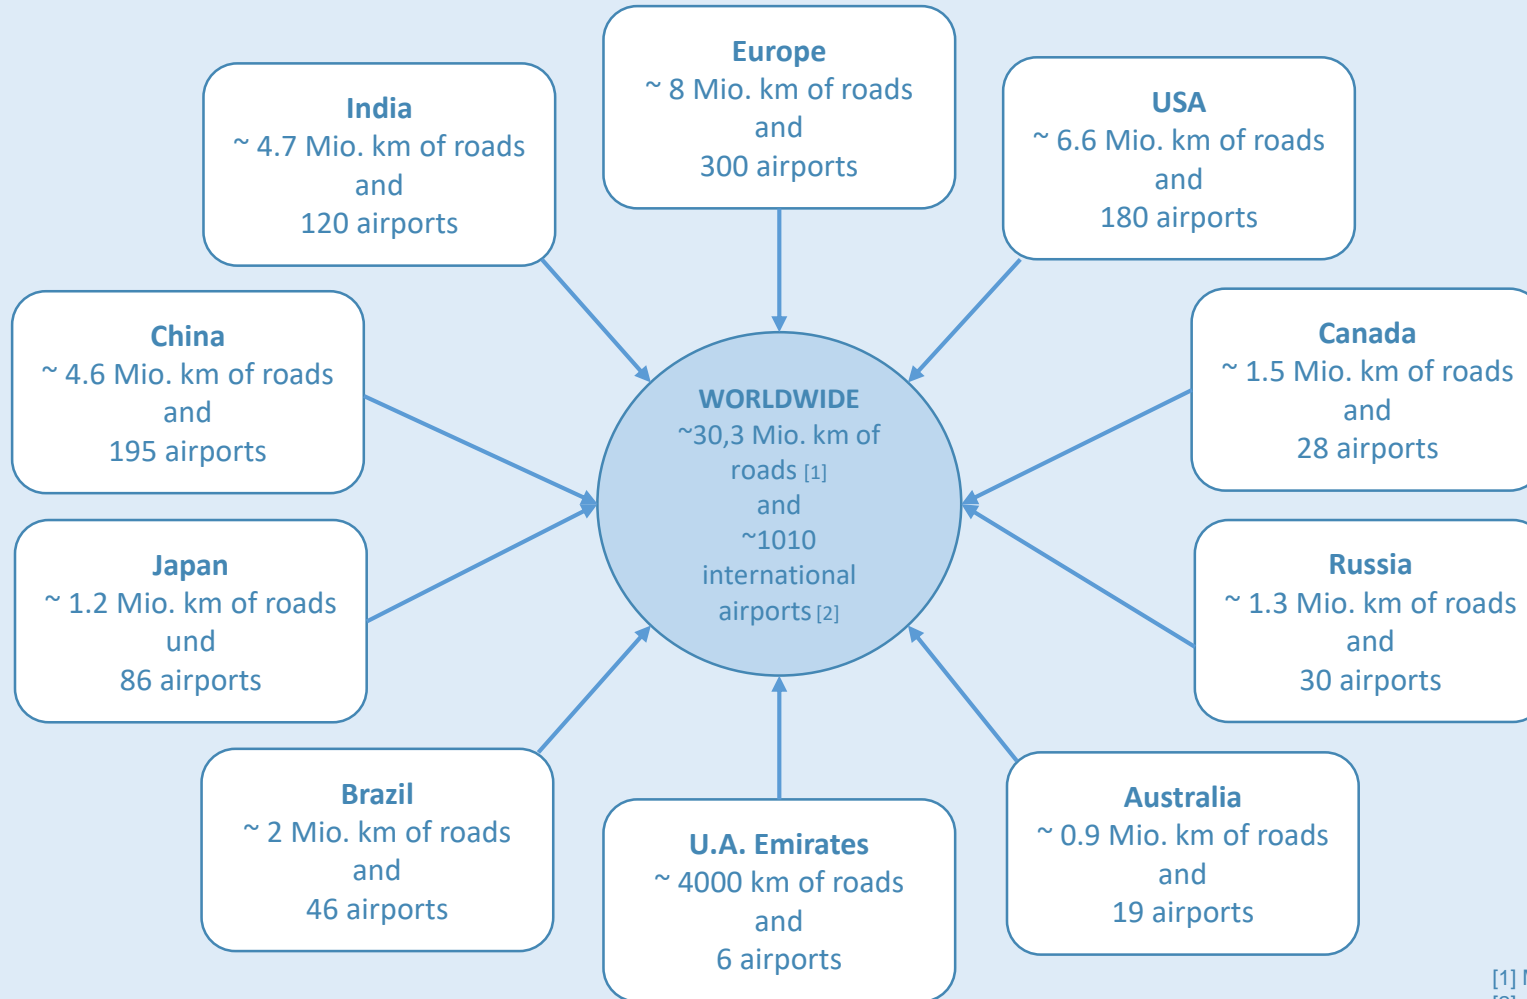 Europe
~ 8 Mio. km of roads
and
300 airports
India
~ 4.7 Mio. km of roads
and
120 airports
USA
~ 6.6 Mio. km of roads
and
180 airports
China
~ 4.6 Mio. km of roads
and
195 airports
WORLDWIDE
~30,3 Mio. km of
roads [1]
and
~1010
international
airports [2]
Canada
~ 1.5 Mio. km of roads
and
28 airports
Japan
~ 1.2 Mio. km of roads
und
86 airports
Russia
~ 1.3 Mio. km of roads
and
30 airports
Brazil
~ 2 Mio. km of roads
and
46 airports
U.A. Emirates
~ 4000 km of roads
and
6 airports
Australia
~ 0.9 Mio. km of roads
and
19 airports
[1]